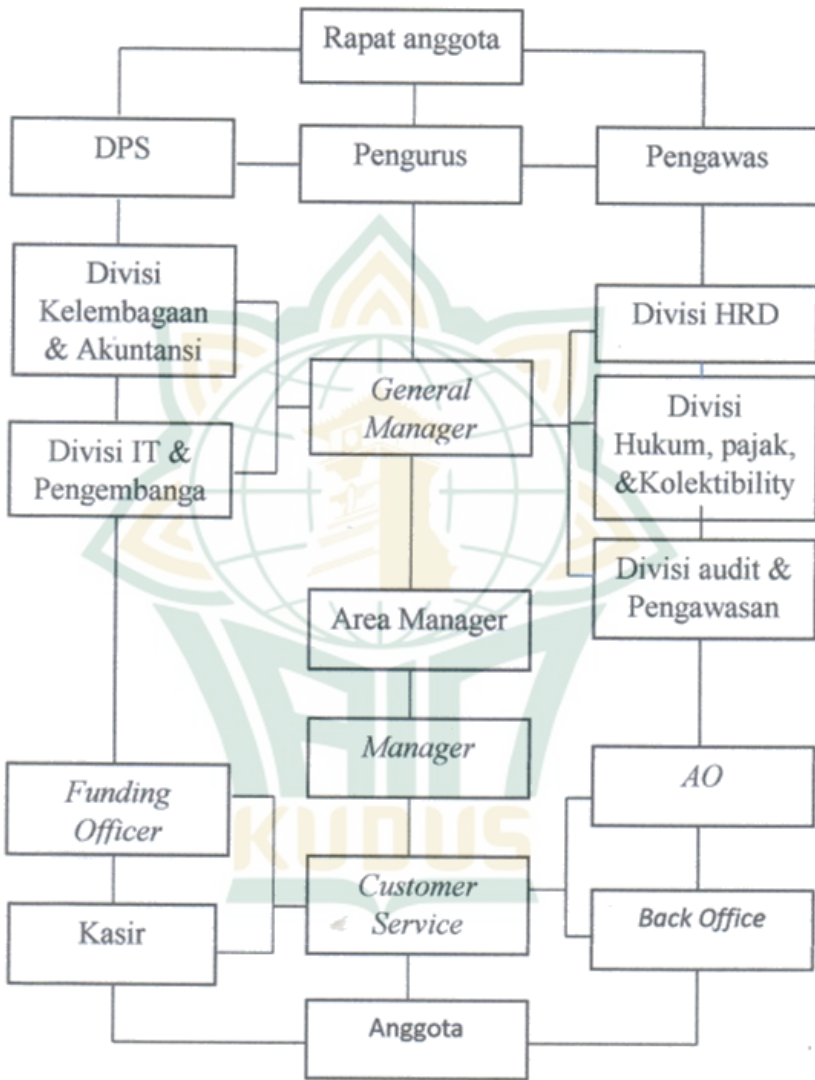 Rapat anggota
DPS
Pengurus
Pengawas
Divisi
Kelembagaan
& Akuntansi
Divisi HRD
General
Manager
Divisi
Hukum, pajak,
&Kolektibility
Divisi IT &
Pengembanga
Divisi audit &
Pengawasan
Area Manager
Manager
Funding
Officer
AO
KUDUS
Customer
Service
Kasir
Back Office
Anggota